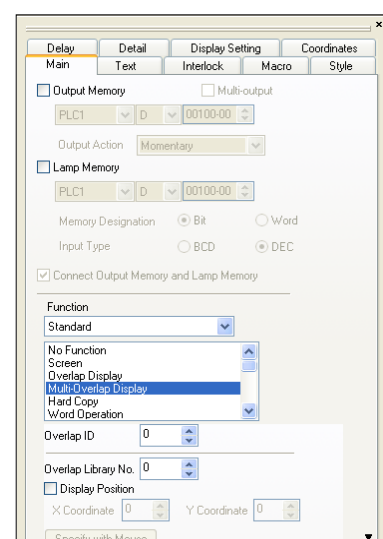 Delay Detail Display Setting Coordinates
Main Text Interlock Macro Style
Output Memory Multi-output
PLC1 D 00100-00
Output Action Momentary
Lamp Memory
PLC1 D 00100-00
Memory Designation Bit Word
Input Type BCD DEC
Connect Output Memory and Lamp Memory
Function
Standard
No Function
Screen
Overlap Display
Multi-Overlap Display
Hard Copy
Word Operation
Overlap ID 0
Overlap Library No. 0
Display Position
X Coordinate 0 Y Coordinate 0
Specify with Mouse